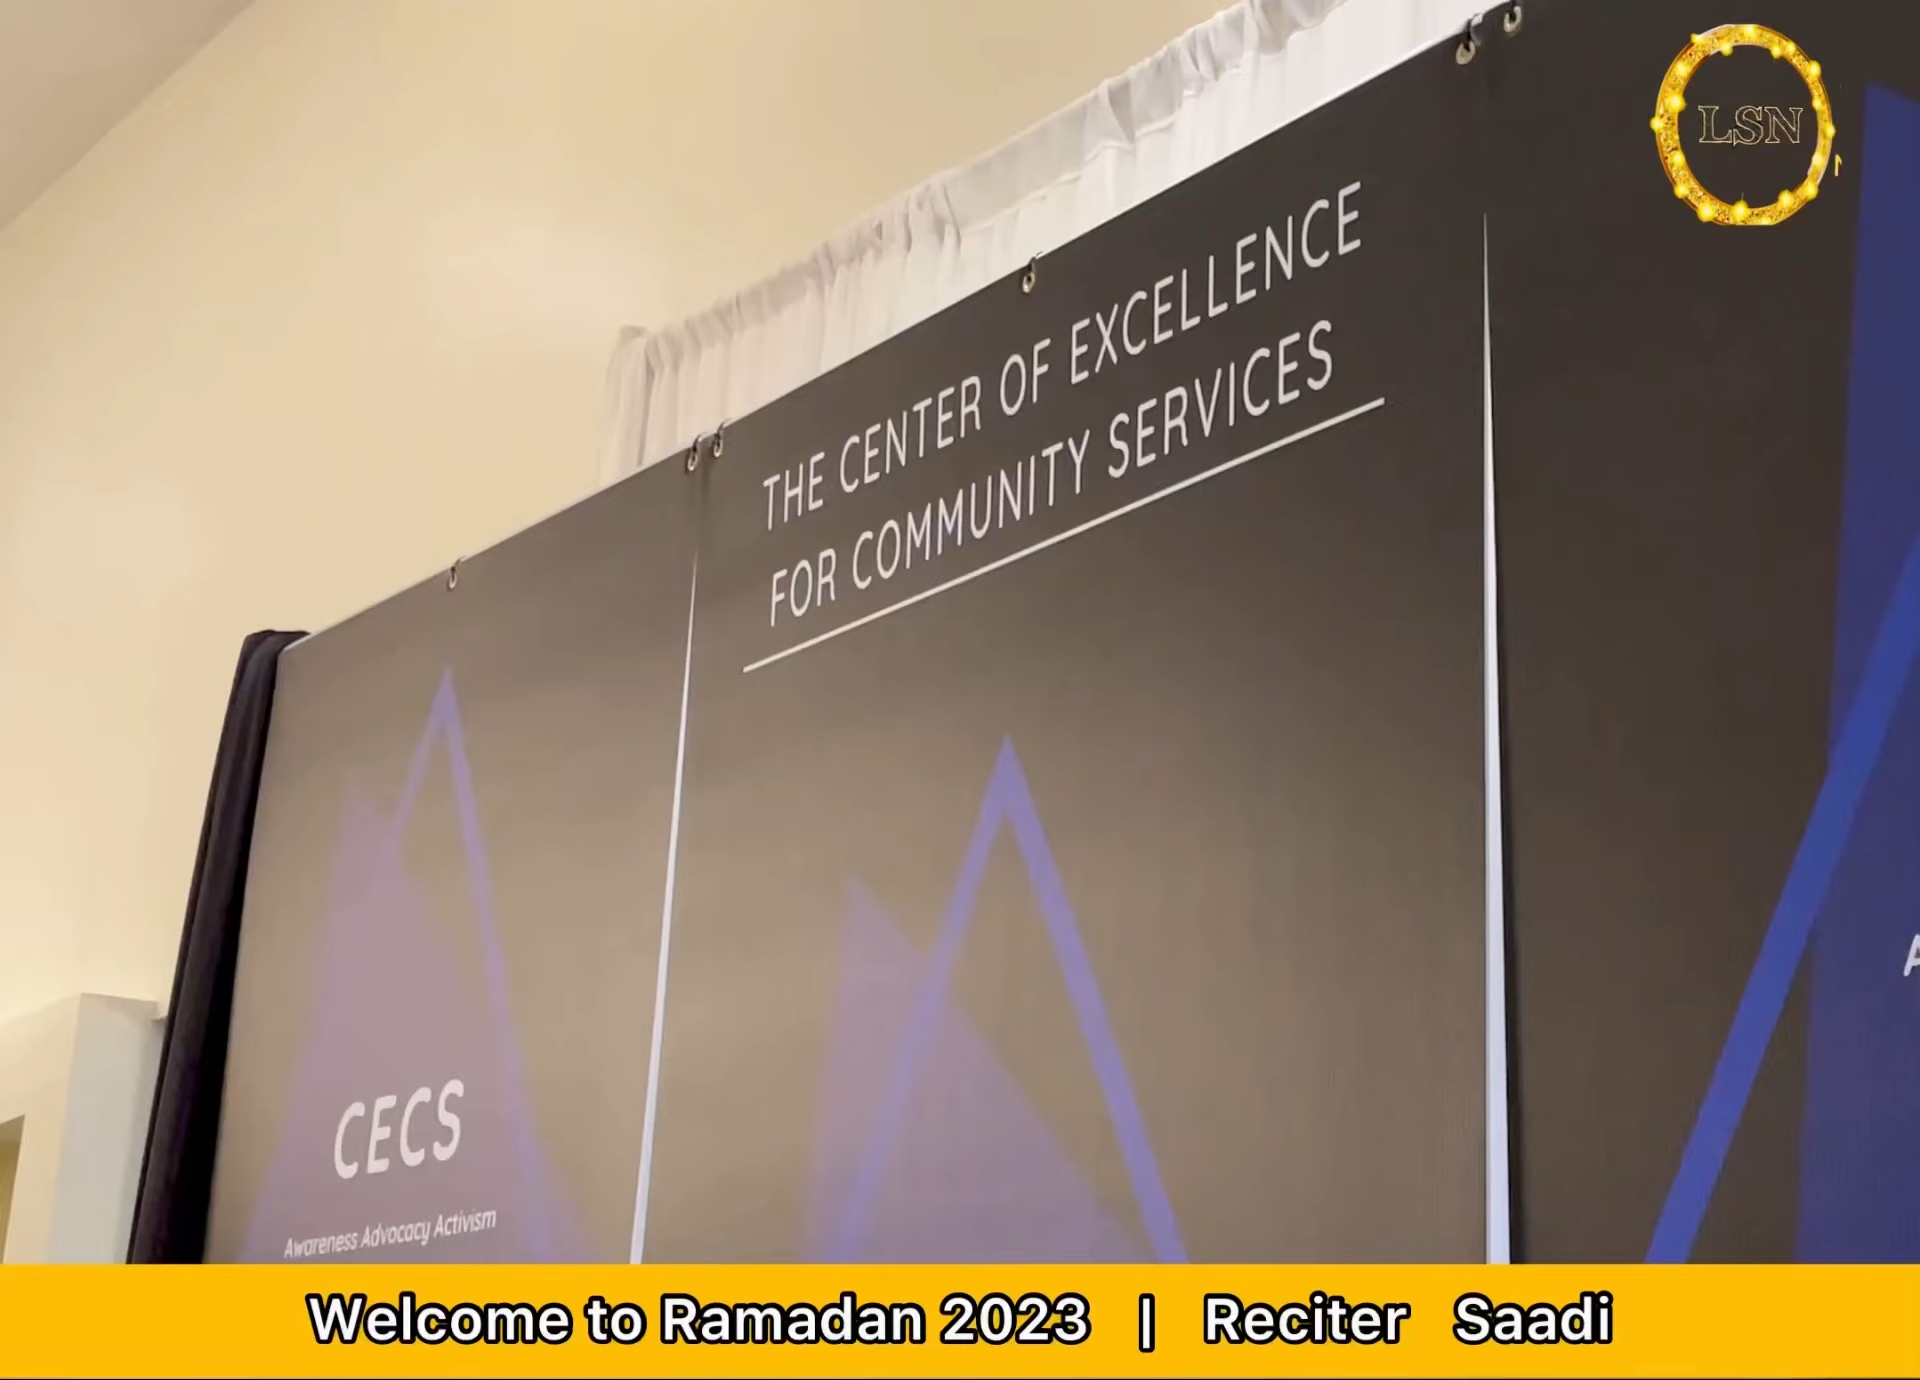 LSN
THE CENTER OF EXCELLENCE
FOR COMMUNITY SERVICES
CECS
Awareness Advocacy Activism
Welcome to Ramadan 2023 | Reciter Saadi